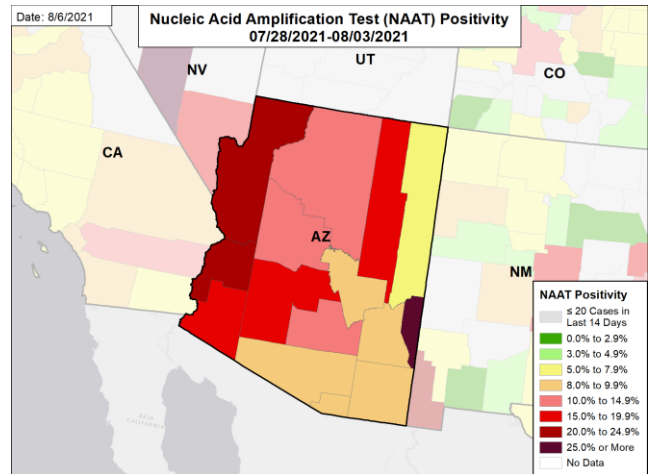 Date: 8/6/2021
Nucleic Acid Amplification Test (NAAT) Positivity
07/28/2021-08/03/2021
UT
NV
CO
CA
AZ
NM
BAJA
CALIFORNIA
NAAT Positivity
≤ 20 Cases in
Last 14 Days
0.0% to 2.9%
3.0% to 4.9%
5.0% to 7.9%
8.0% to 9.9%
10.0% to 14.9%
15.0% to 19.9%
20.0% to 24.9%
25.0% or More
No Data